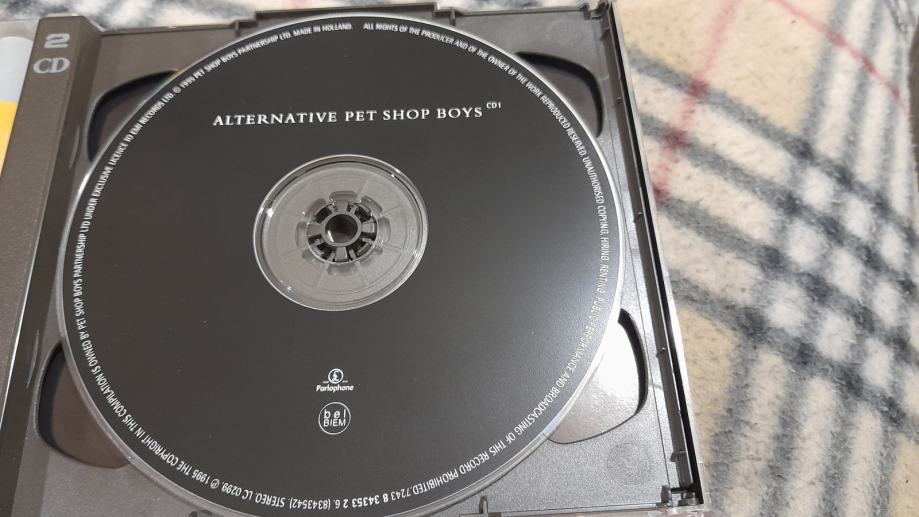 2
CD
ALTERNATIVE PET SHOP BOYS CD1
Parlophone
bel
BIEM
℗ 1995 THE COPYRIGHT IN THIS COMPILATION IS OWNED BY PET SHOP BOYS PARTNERSHIP LTD UNDER EXCLUSIVE LICENCE TO EMI RECORDS LTD. © 1995 PET SHOP BOYS PARTNERSHIP LTD. MADE IN HOLLAND. ALL RIGHTS OF THE PRODUCER AND OF THE OWNER OF THE WORK REPRODUCED RESERVED. UNAUTHORISED COPYING, HIRING, RENTING, PUBLIC PERFORMANCE AND BROADCASTING OF THIS RECORD PROHIBITED. 7243 8 34353 2 6. (8343542). STEREO. LC 0299.